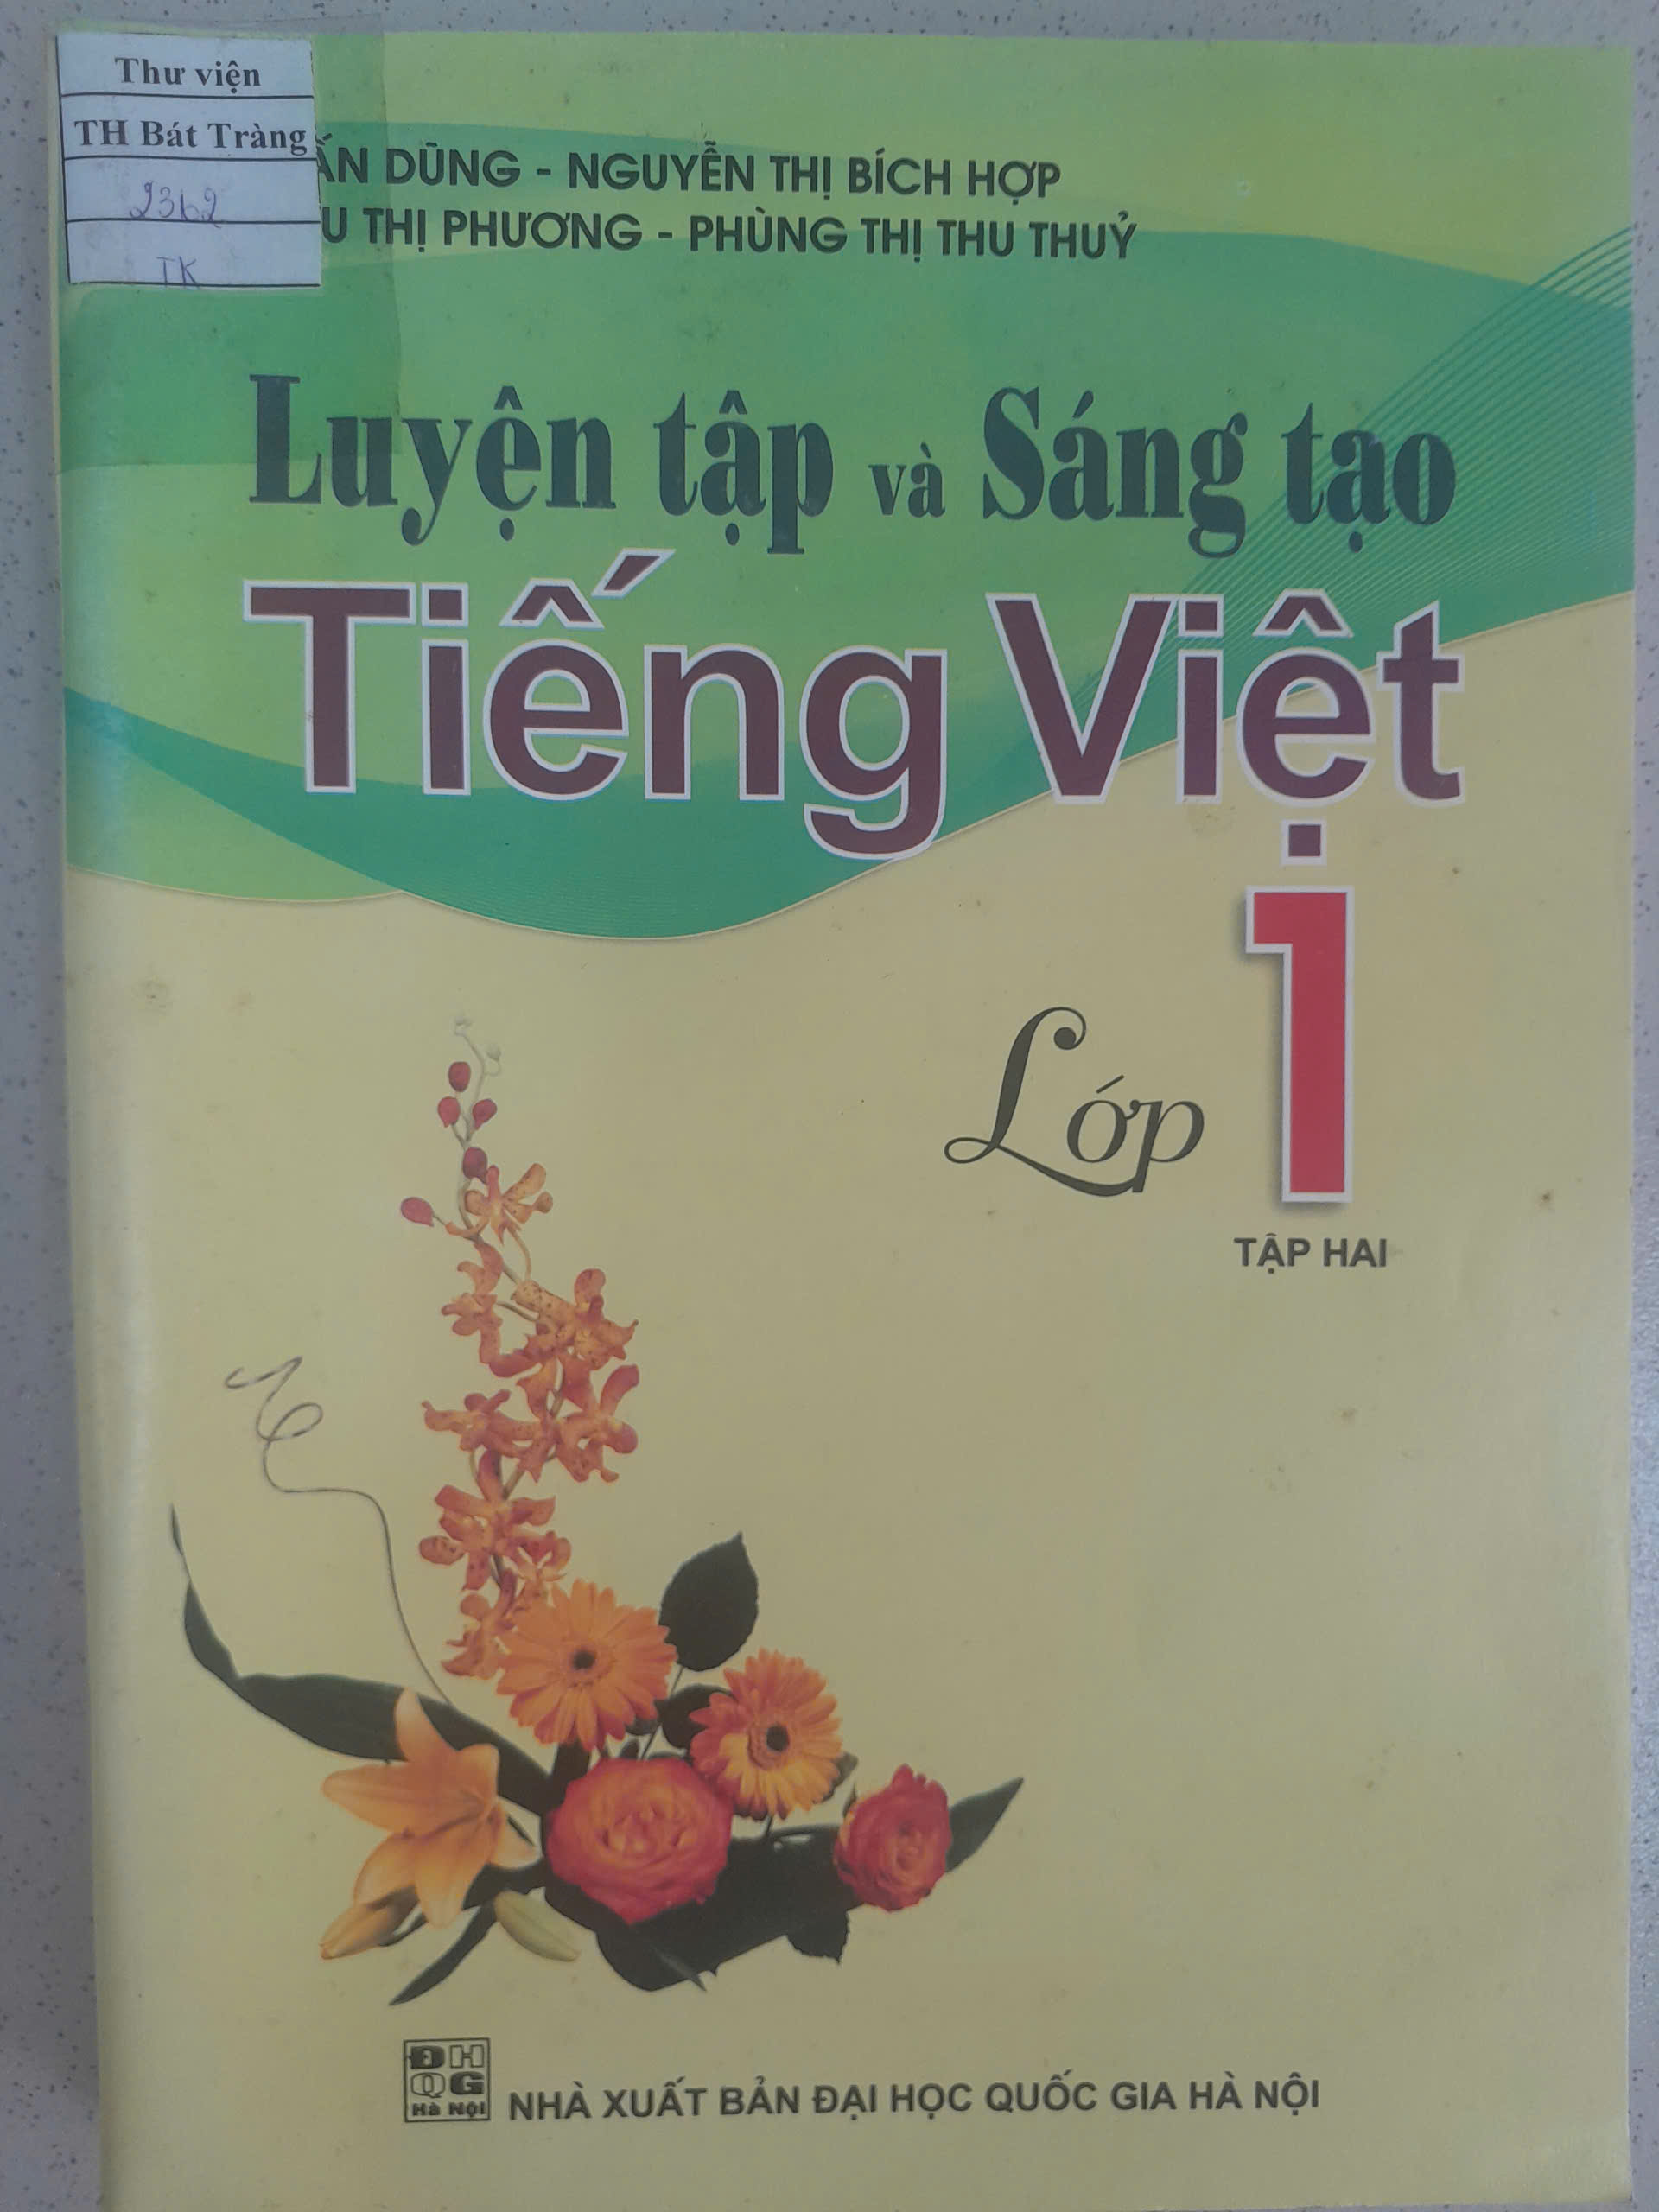 Thư viện
TH Bát Tràng
2362
TK
ẤN DŨNG - NGUYỄN THỊ BÍCH HỢP
U THỊ PHƯƠNG - PHÙNG THỊ THU THUỶ
Luyện tập và Sáng tạo
Tiếng Việt
Lớp 1
TẬP HAI
ĐH
QG
Hà Nội
NHÀ XUẤT BẢN ĐẠI HỌC QUỐC GIA HÀ NỘI